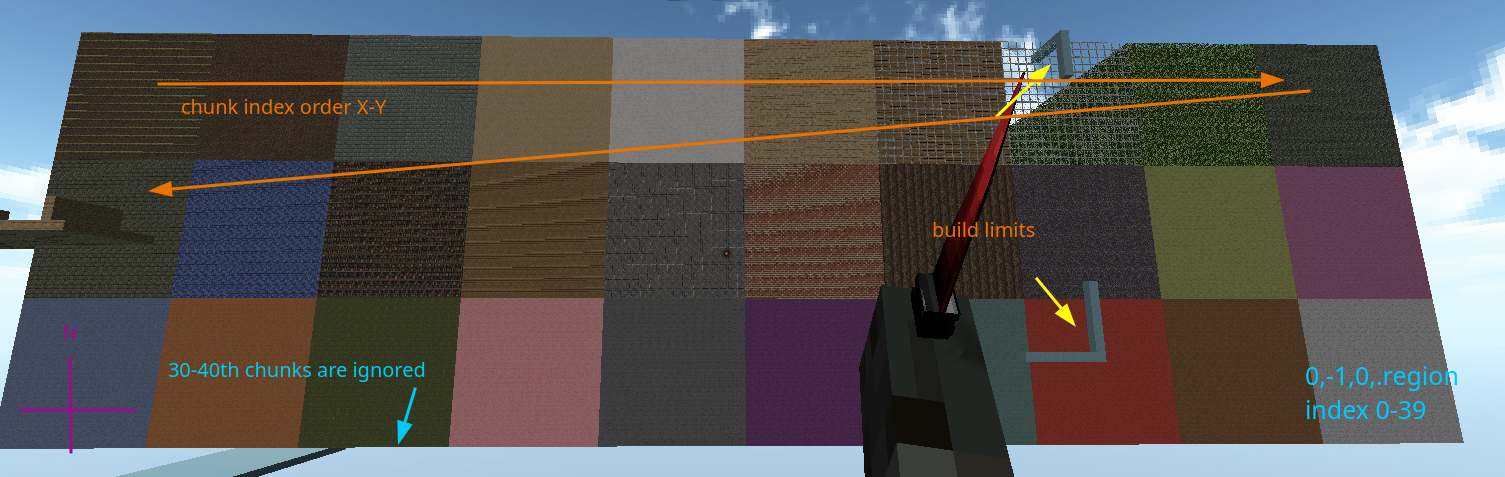 chunk index order X-Y
build limits
N
30-40th chunks are ignored
0,-1,0,.region
index 0-39